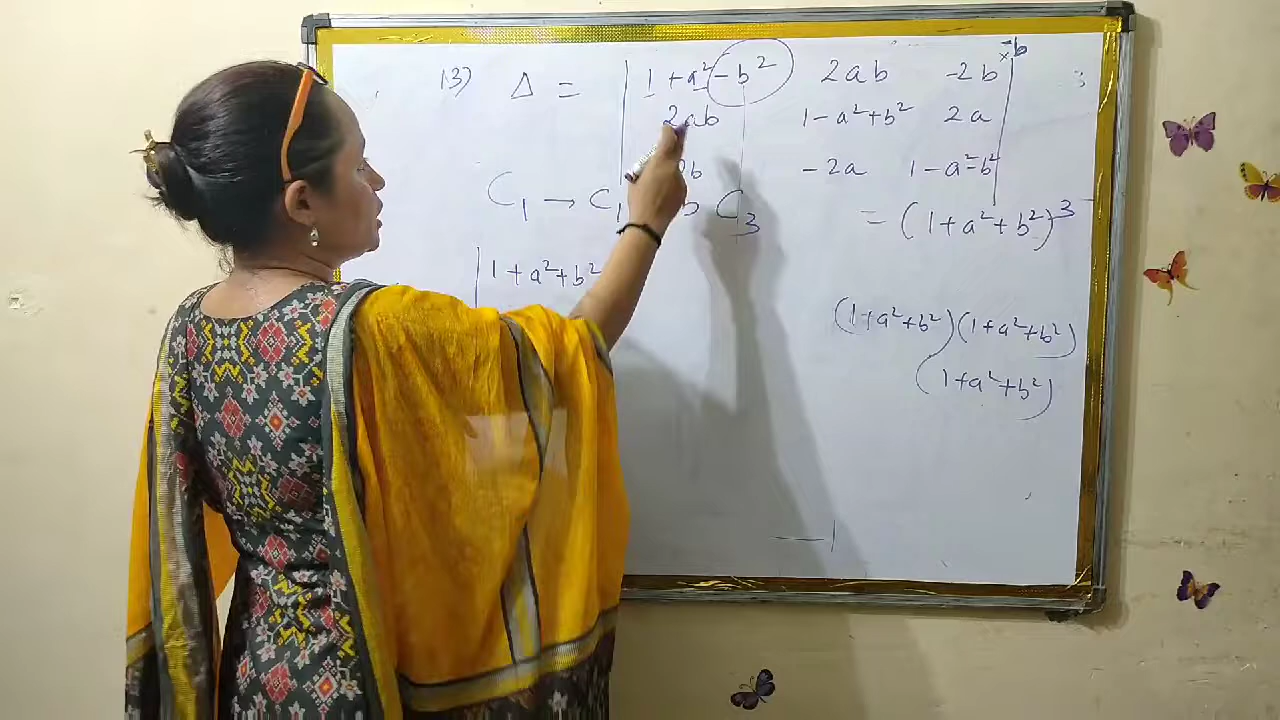 13) Δ = | 1 + a² - b² 2ab -2b | × -b
2ab 1 - a² + b² 2a
2b - 2a 1 - a² - b²
C₁ → C₁ b C₃
= (1 + a² + b²)³
| 1 + a² + b²
(1 + a² + b²)(1 + a² + b²)
(1 + a² + b²)